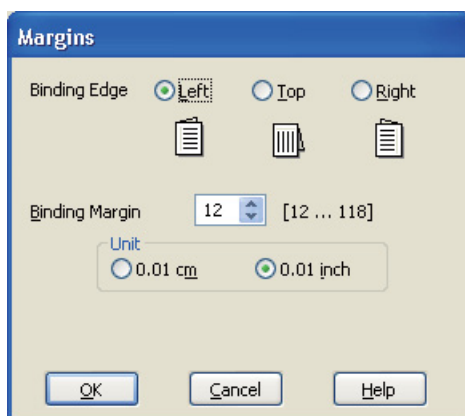 Margins
Binding Edge Left Top Right
Binding Margin 12 [12 ... 118]
Unit
0.01 cm 0.01 inch
OK Cancel Help